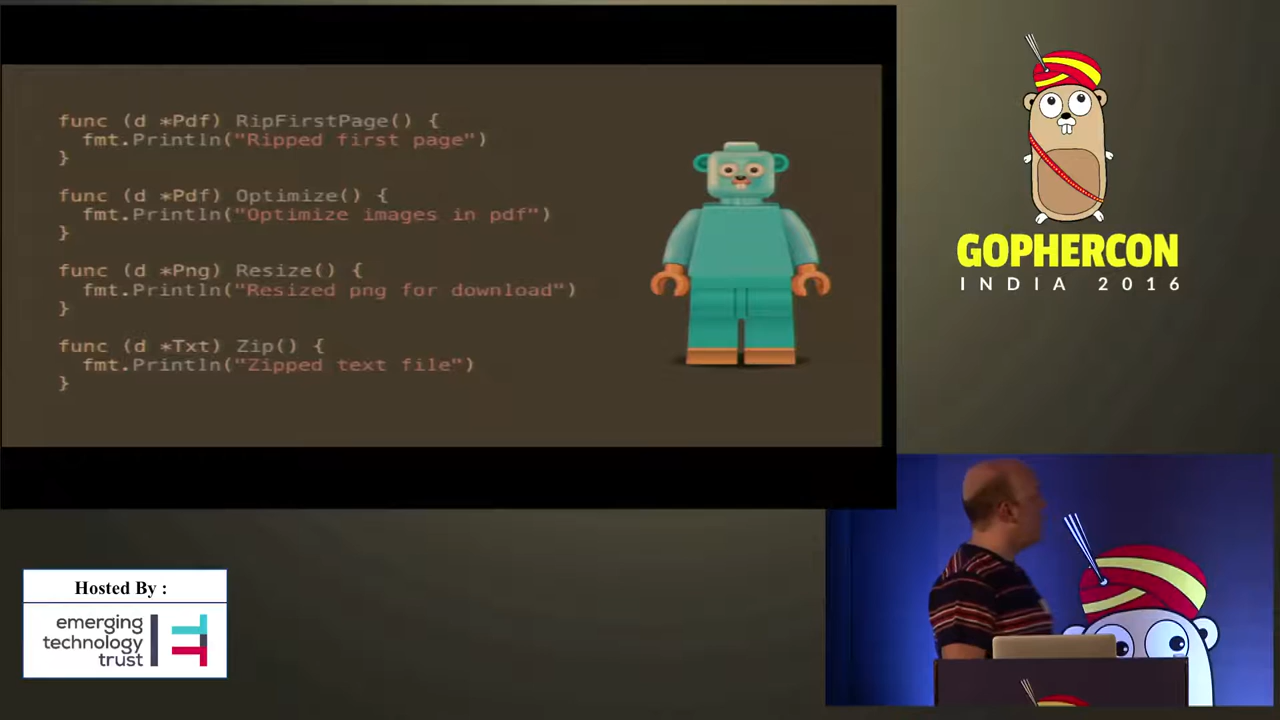 func (d *Pdf) RipFirstPage() {
  fmt.Println("Ripped first page")
}
func (d *Pdf) Optimize() {
  fmt.Println("Optimize images in pdf")
}
func (d *Png) Resize() {
  fmt.Println("Resized png for download")
}
func (d *Txt) Zip() {
  fmt.Println("Zipped text file")
}
GOPHERCON
INDIA 2016
Hosted By :
emerging
technology
trust